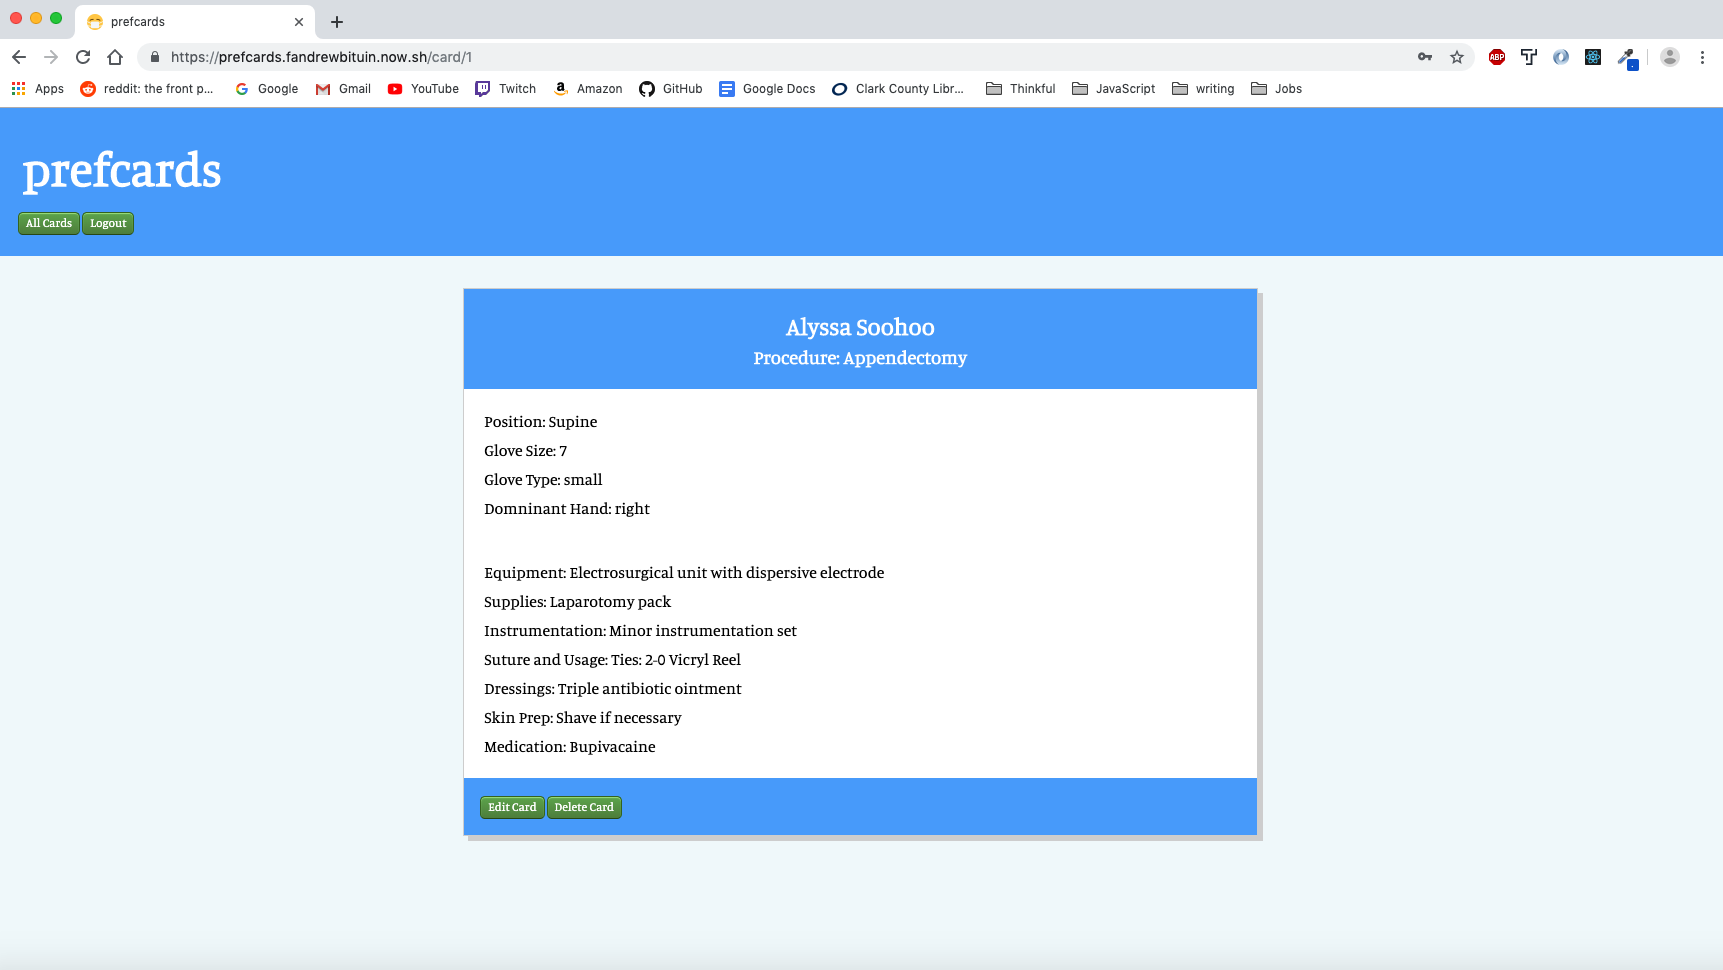 prefcards
https://prefcards.fandrewbituin.now.sh/card/1
ABP
Apps reddit: the front p... Google Gmail YouTube Twitch Amazon GitHub Google Docs Clark County Libr... Thinkful JavaScript writing Jobs
prefcards
All Cards Logout
Alyssa Soohoo
Procedure: Appendectomy
Position: Supine
Glove Size: 7
Glove Type: small
Domninant Hand: right
Equipment: Electrosurgical unit with dispersive electrode
Supplies: Laparotomy pack
Instrumentation: Minor instrumentation set
Suture and Usage: Ties: 2-0 Vicryl Reel
Dressings: Triple antibiotic ointment
Skin Prep: Shave if necessary
Medication: Bupivacaine
Edit Card Delete Card